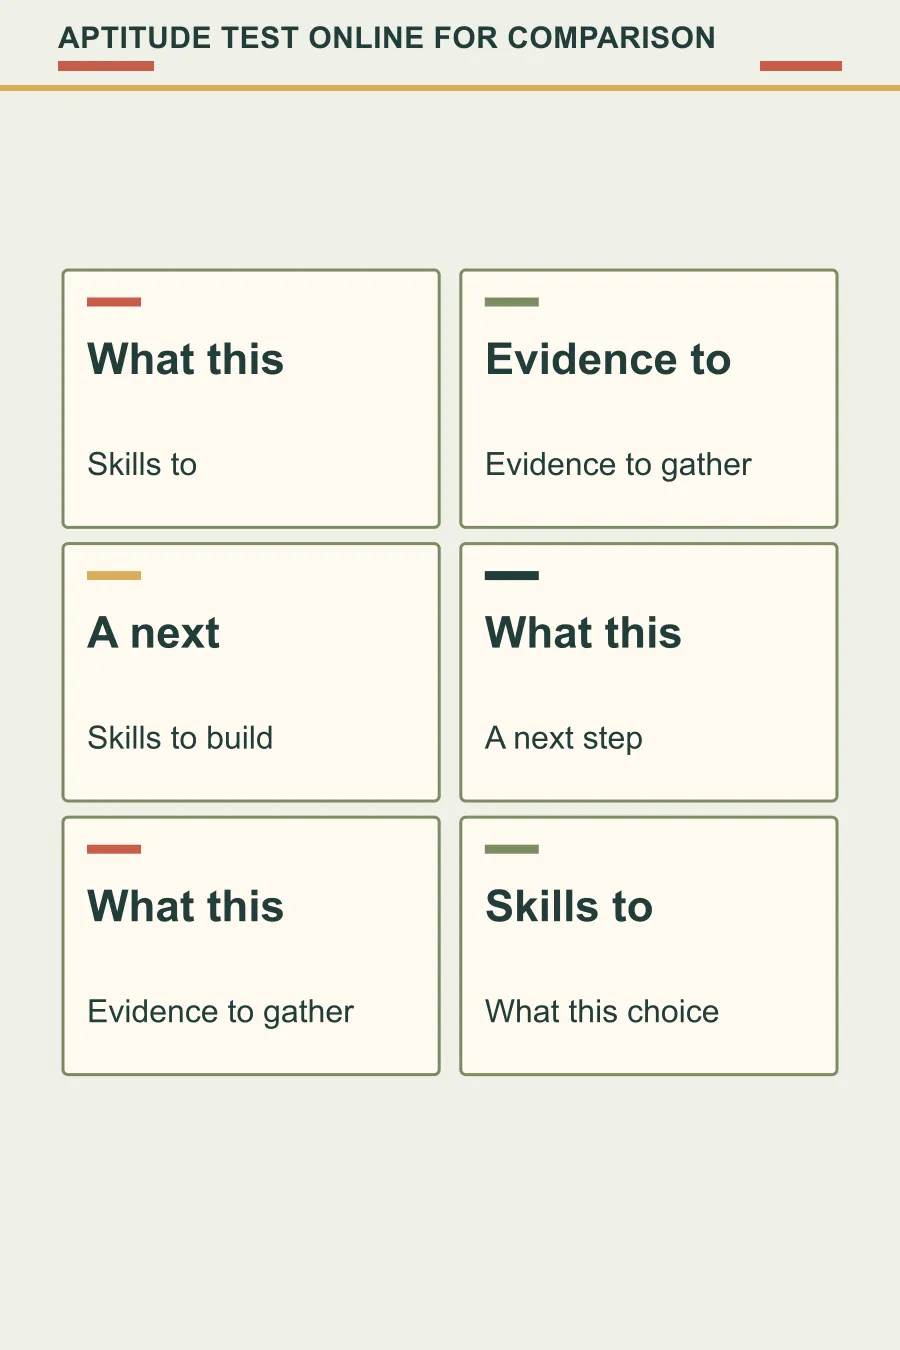 APTITUDE TEST ONLINE FOR COMPARISON
What this
Skills to
Evidence to
Evidence to gather
A next
Skills to build
What this
A next step
What this
Evidence to gather
Skills to
What this choice